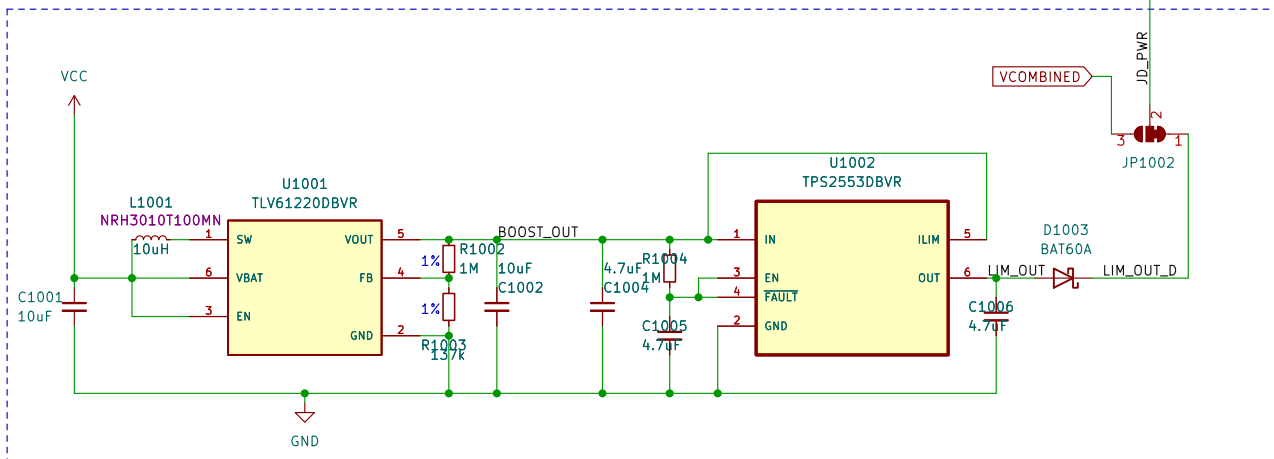 VCC
JD_PWR
VCOMBINED
2
3
1
JP1002
U1001
TLV61220DBVR
L1001
NRH3010T100MN
10uH
1
SW
6
VBAT
3
EN
VOUT
5
FB
4
GND
2
C1001
10uF
BOOST_OUT
1%
R1002
1M
1%
R1003
137k
10uF
C1002
4.7uF
C1004
R1004
1M
C1005
4.7uF
U1002
TPS2553DBVR
1
IN
3
EN
4
FAULT
2
GND
ILIM
5
OUT
6
LIM_OUT
C1006
4.7uF
D1003
BAT60A
LIM_OUT_D
GND